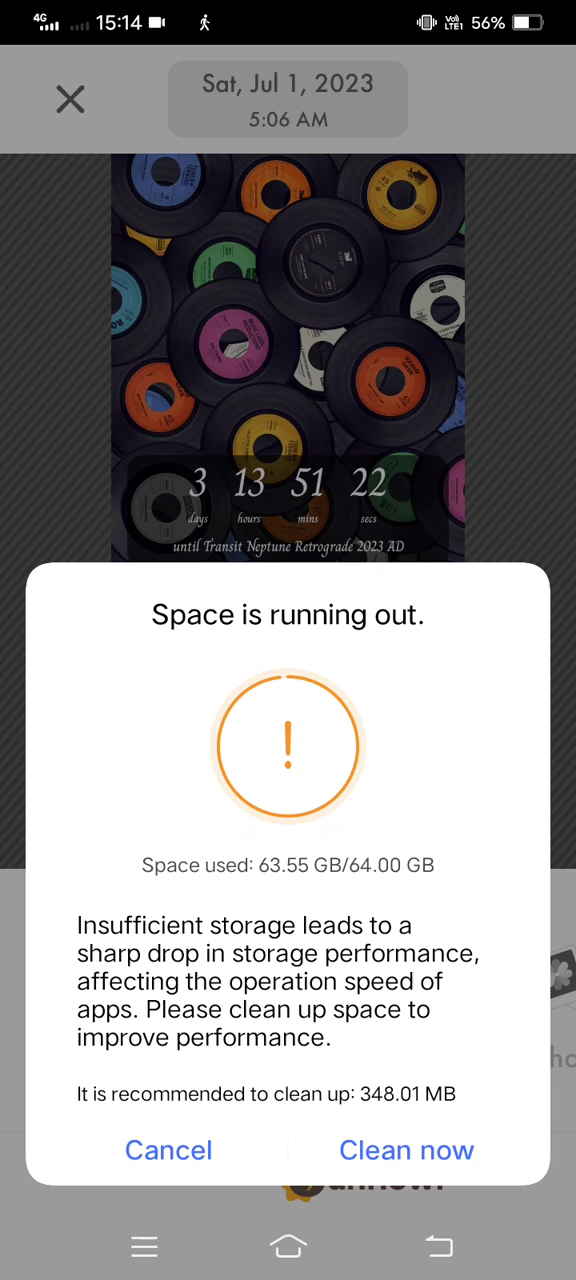 4G 15:14 Vo) LTE1 56%
Sat, Jul 1, 2023
5:06 AM
3 13 51 22
days hours mins secs
until Transit Neptune Retrograde 2023 AD
Space is running out.
!
Space used: 63.55 GB/64.00 GB
Insufficient storage leads to a
sharp drop in storage performance,
affecting the operation speed of
apps. Please clean up space to
improve performance.
It is recommended to clean up: 348.01 MB
Cancel Clean now